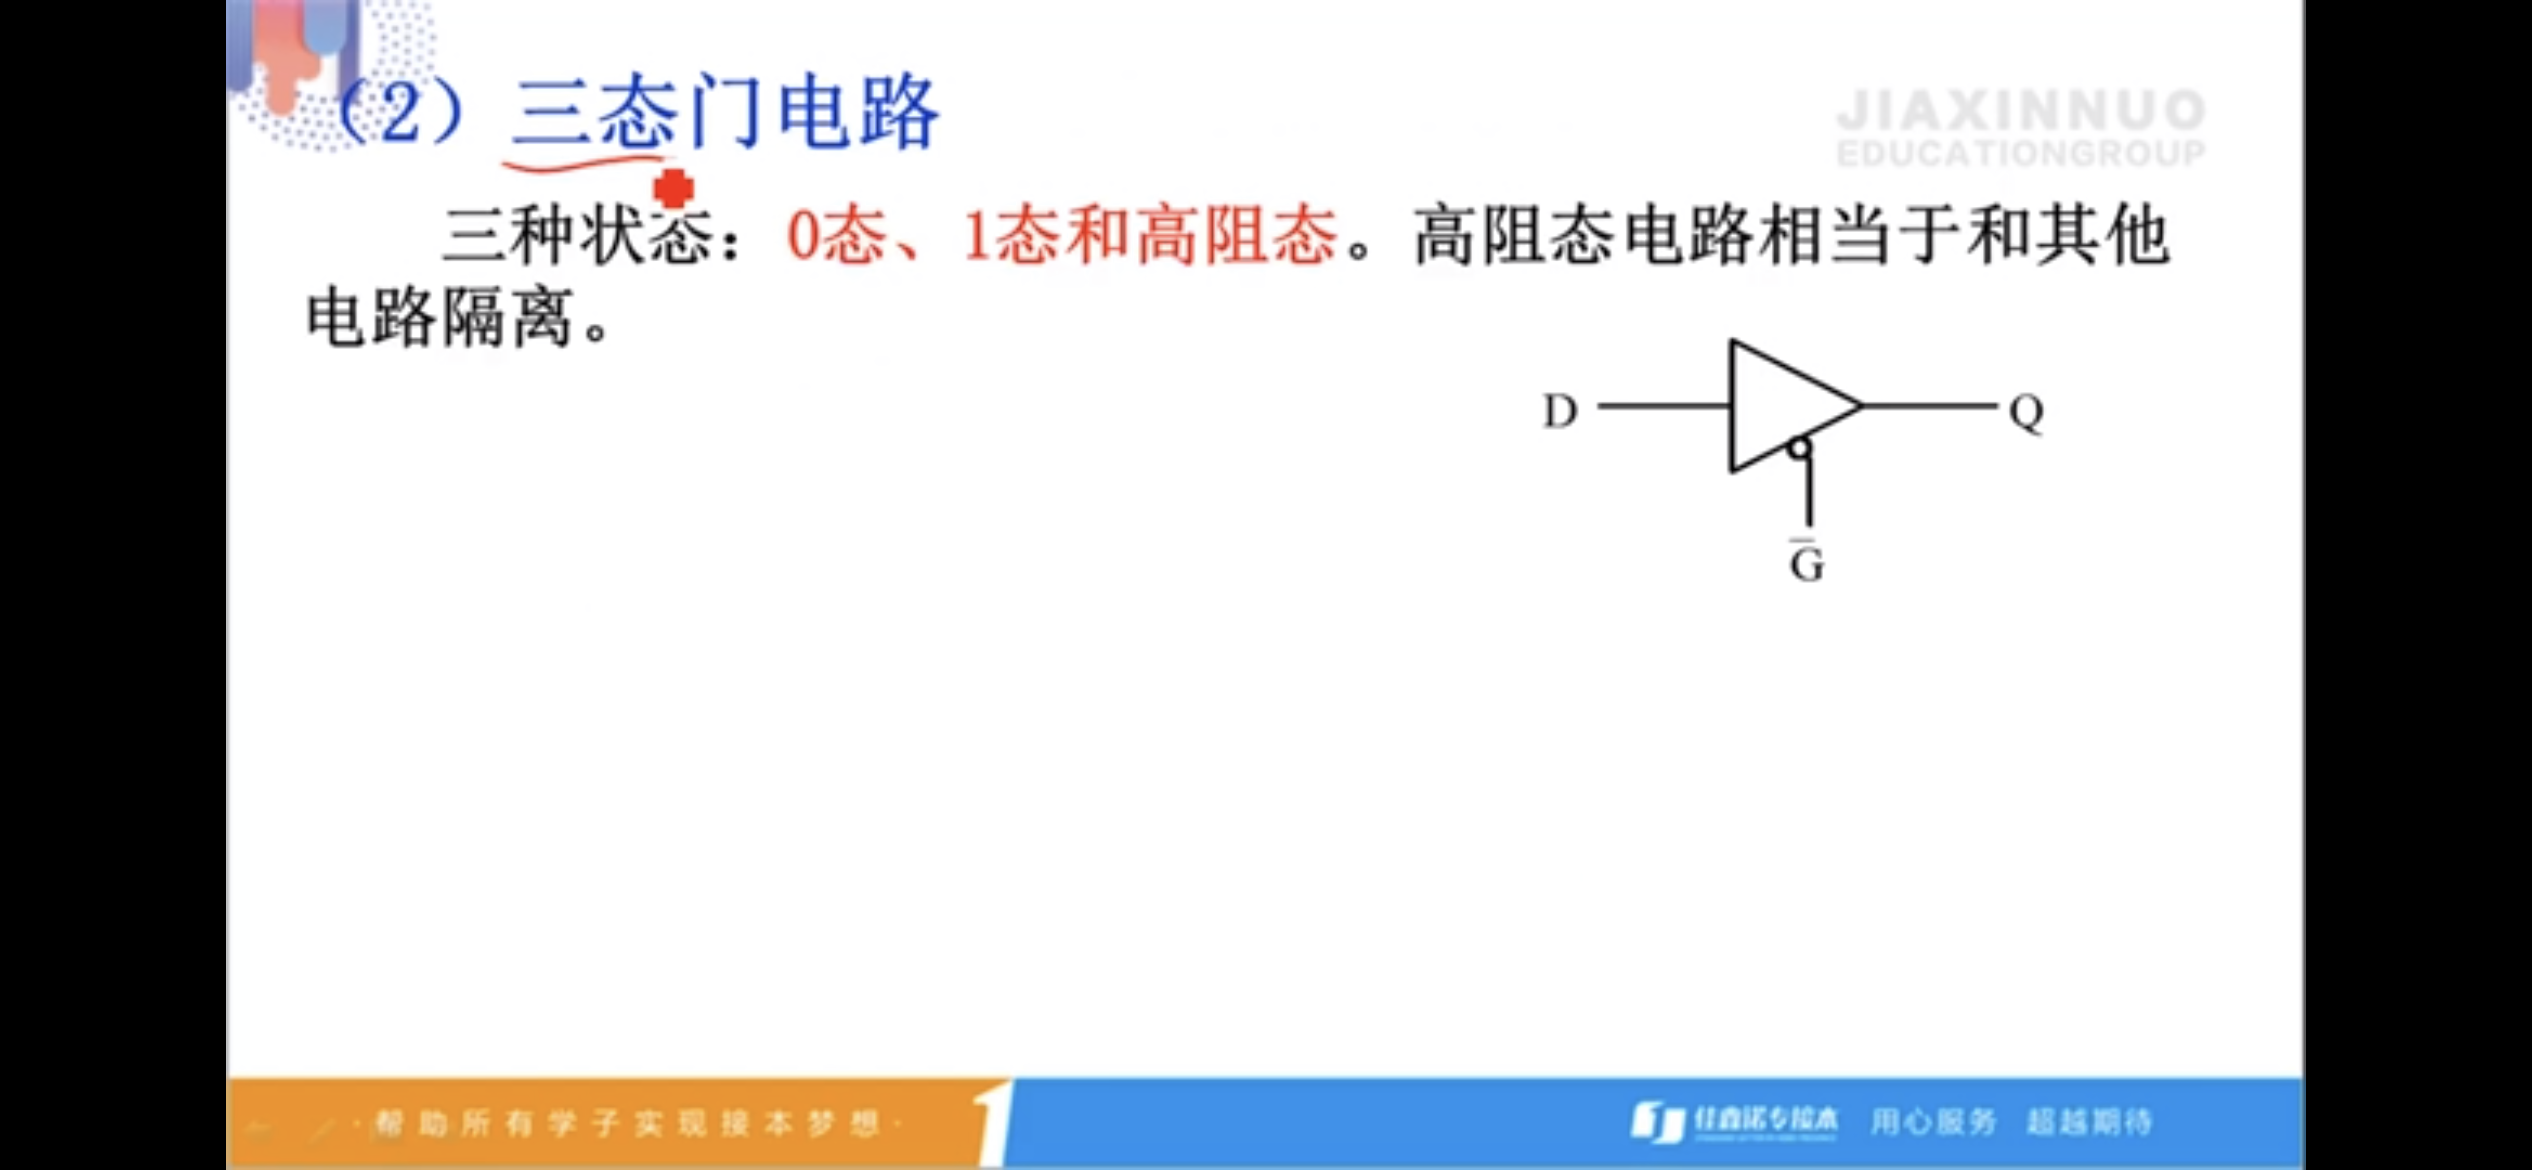 （2）三态门电路
JIAXINNUO
EDUCATIONGROUP
三种状态：0态、1态和高阻态。高阻态电路相当于和其他
电路隔离。
D
Q
G̅
·帮助所有学子实现接本梦想·
佳鑫诺专接本
用心服务 超越期待